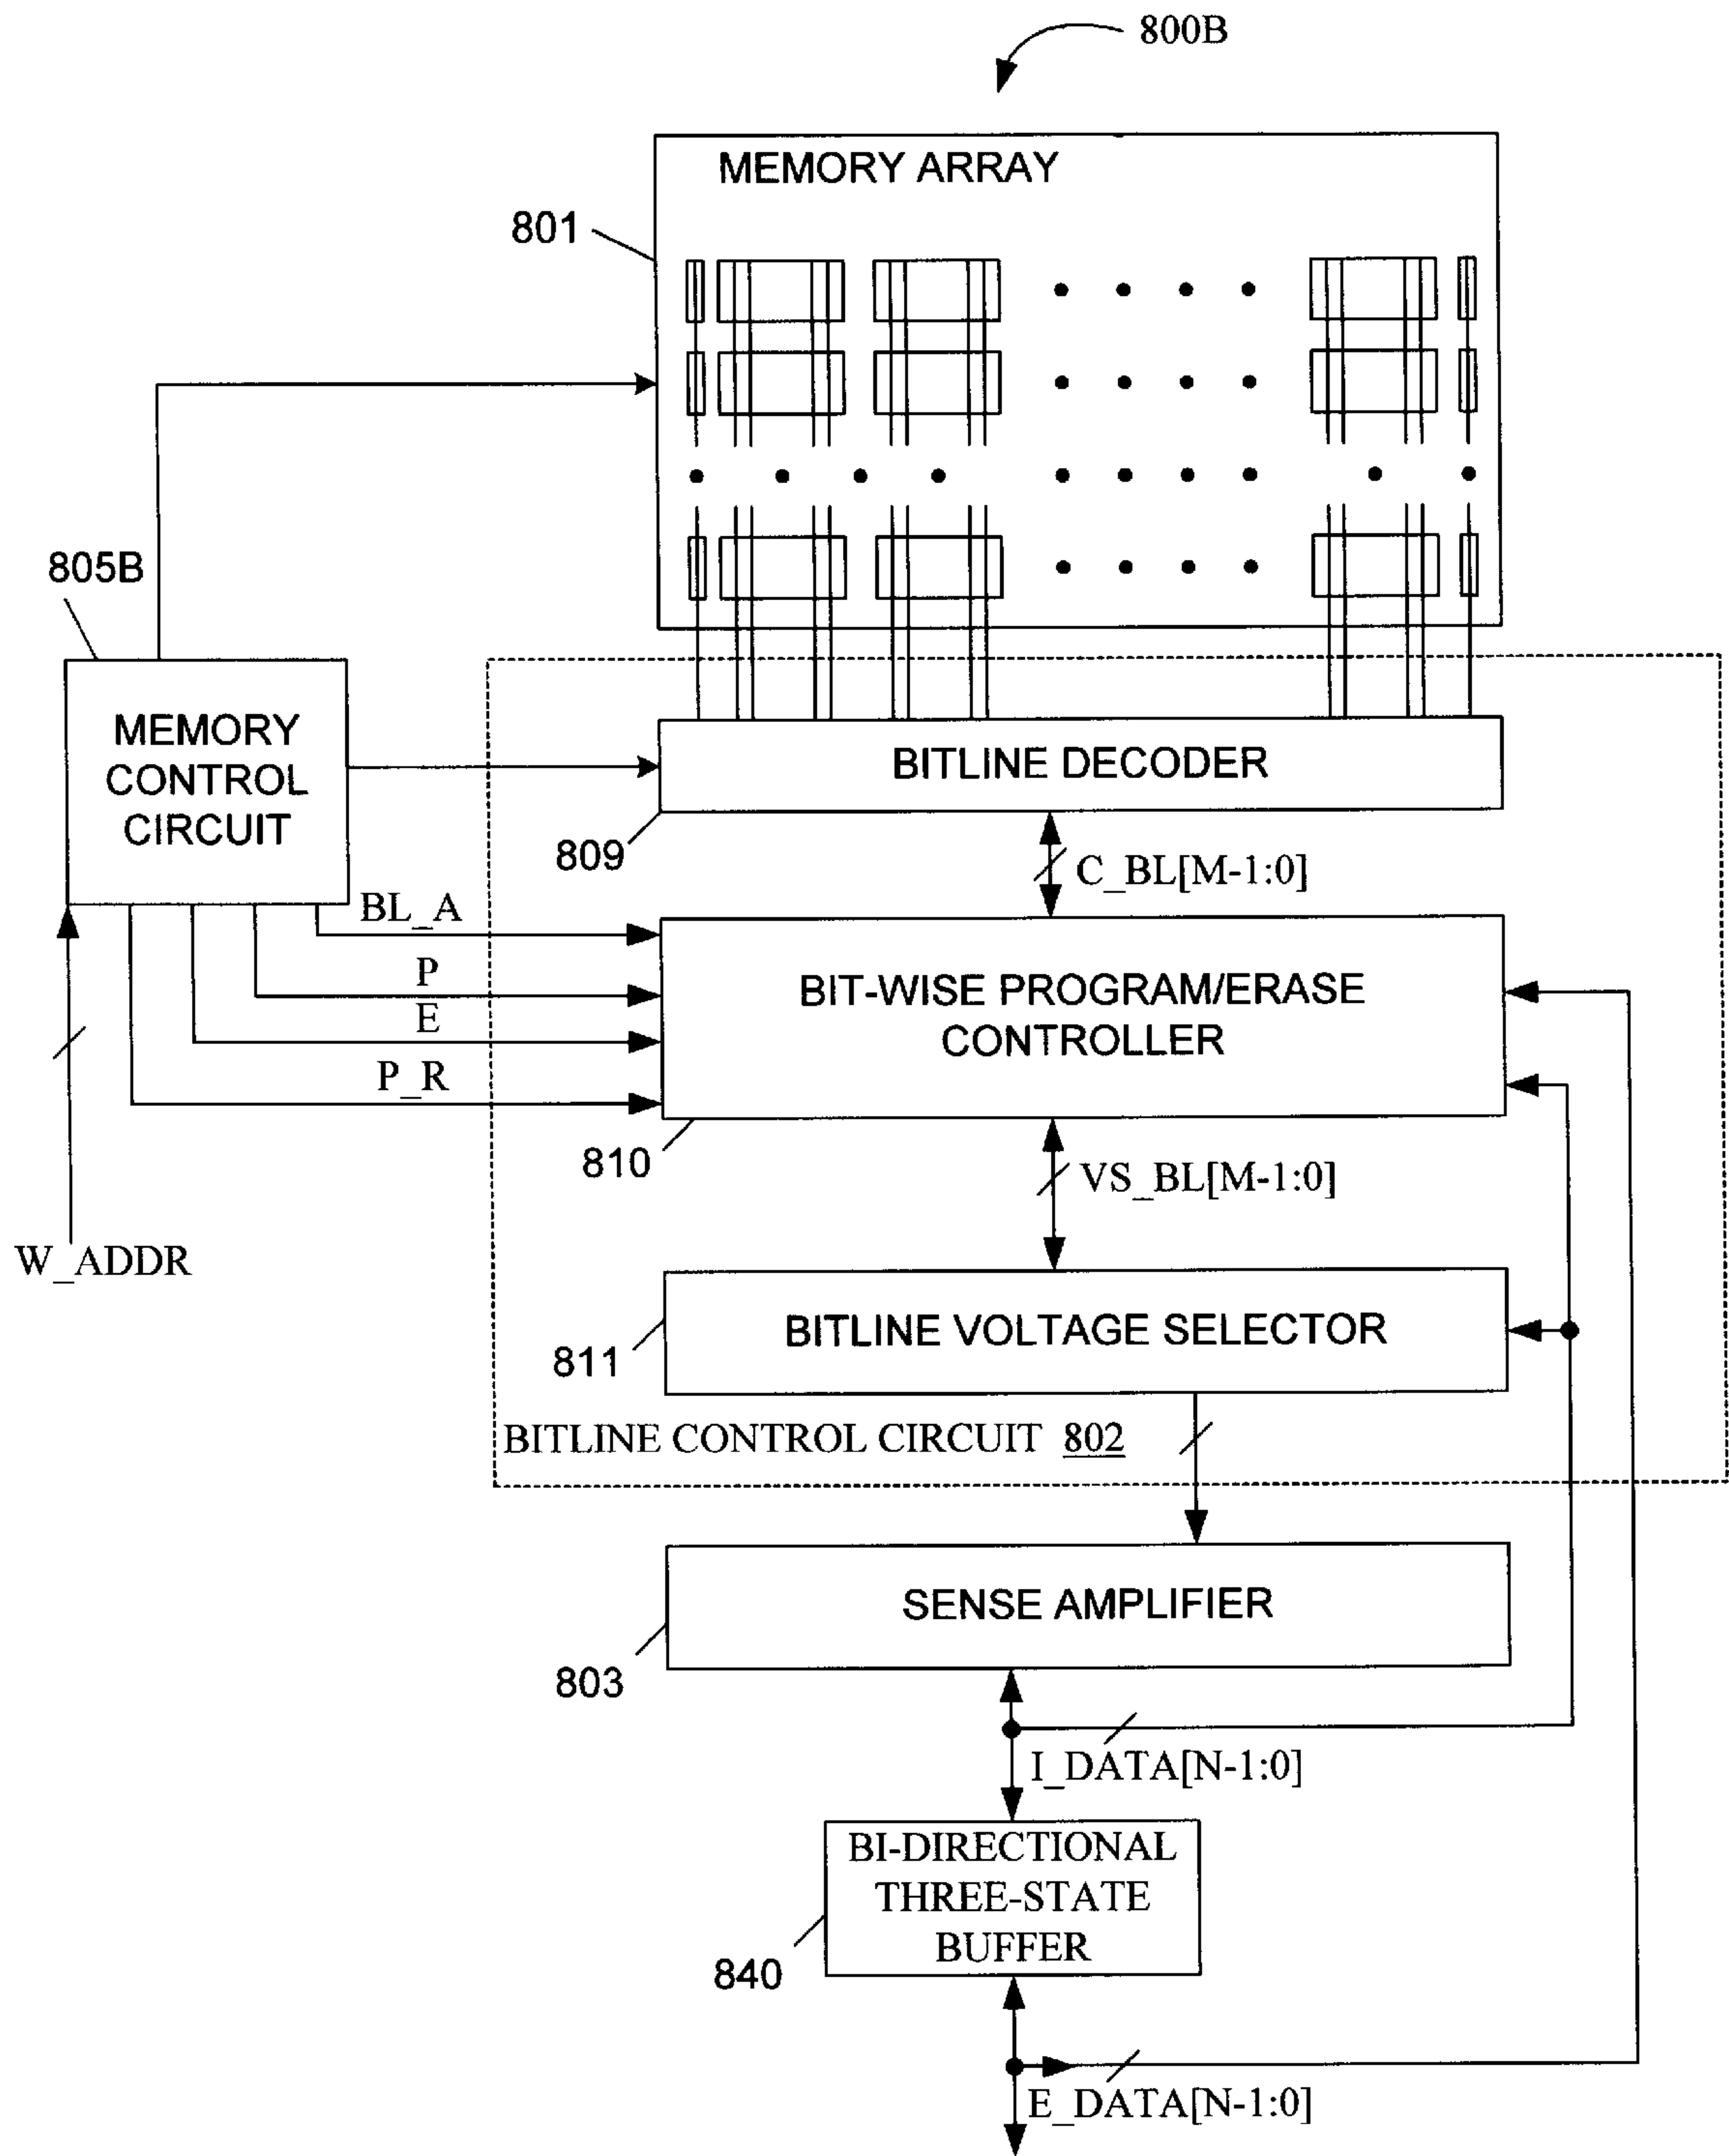 800B
MEMORY ARRAY
801
805B
MEMORY
CONTROL
CIRCUIT
BITLINE DECODER
809
C_BL[M-1:0]
BL_A
P
E
P_R
BIT-WISE PROGRAM/ERASE
CONTROLLER
810
VS_BL[M-1:0]
W_ADDR
BITLINE VOLTAGE SELECTOR
811
BITLINE CONTROL CIRCUIT 802
SENSE AMPLIFIER
803
I_DATA[N-1:0]
BI-DIRECTIONAL
THREE-STATE
BUFFER
840
E_DATA[N-1:0]